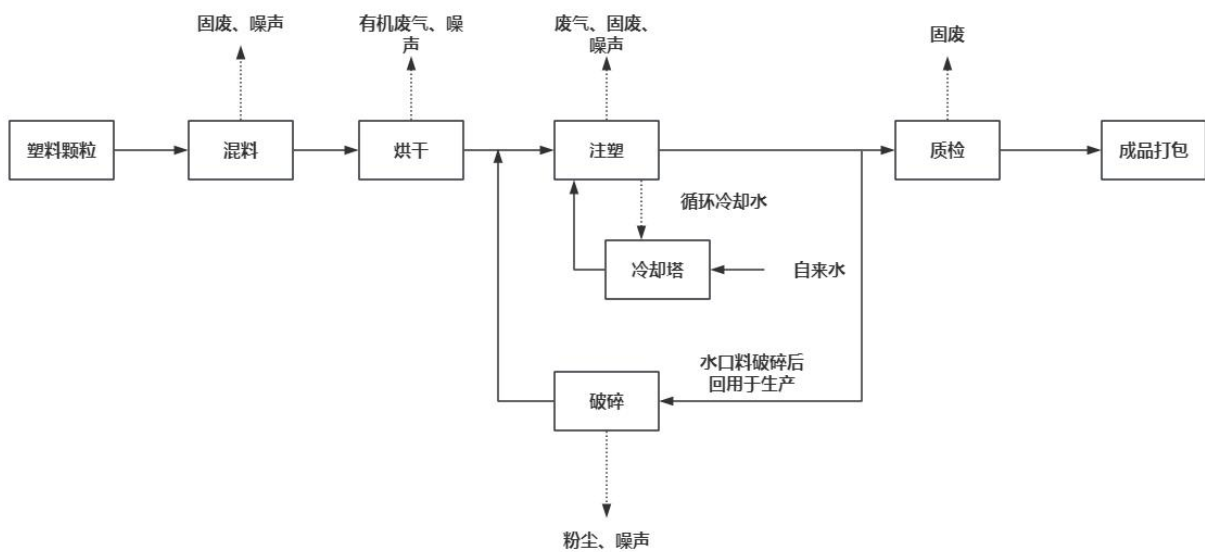 固废、噪声
有机废气、噪
声
废气、固废、
噪声
固废
塑料颗粒
混料
烘干
注塑
质检
成品打包
循环冷却水
冷却塔
自来水
水口料破碎后
回用于生产
破碎
粉尘、噪声